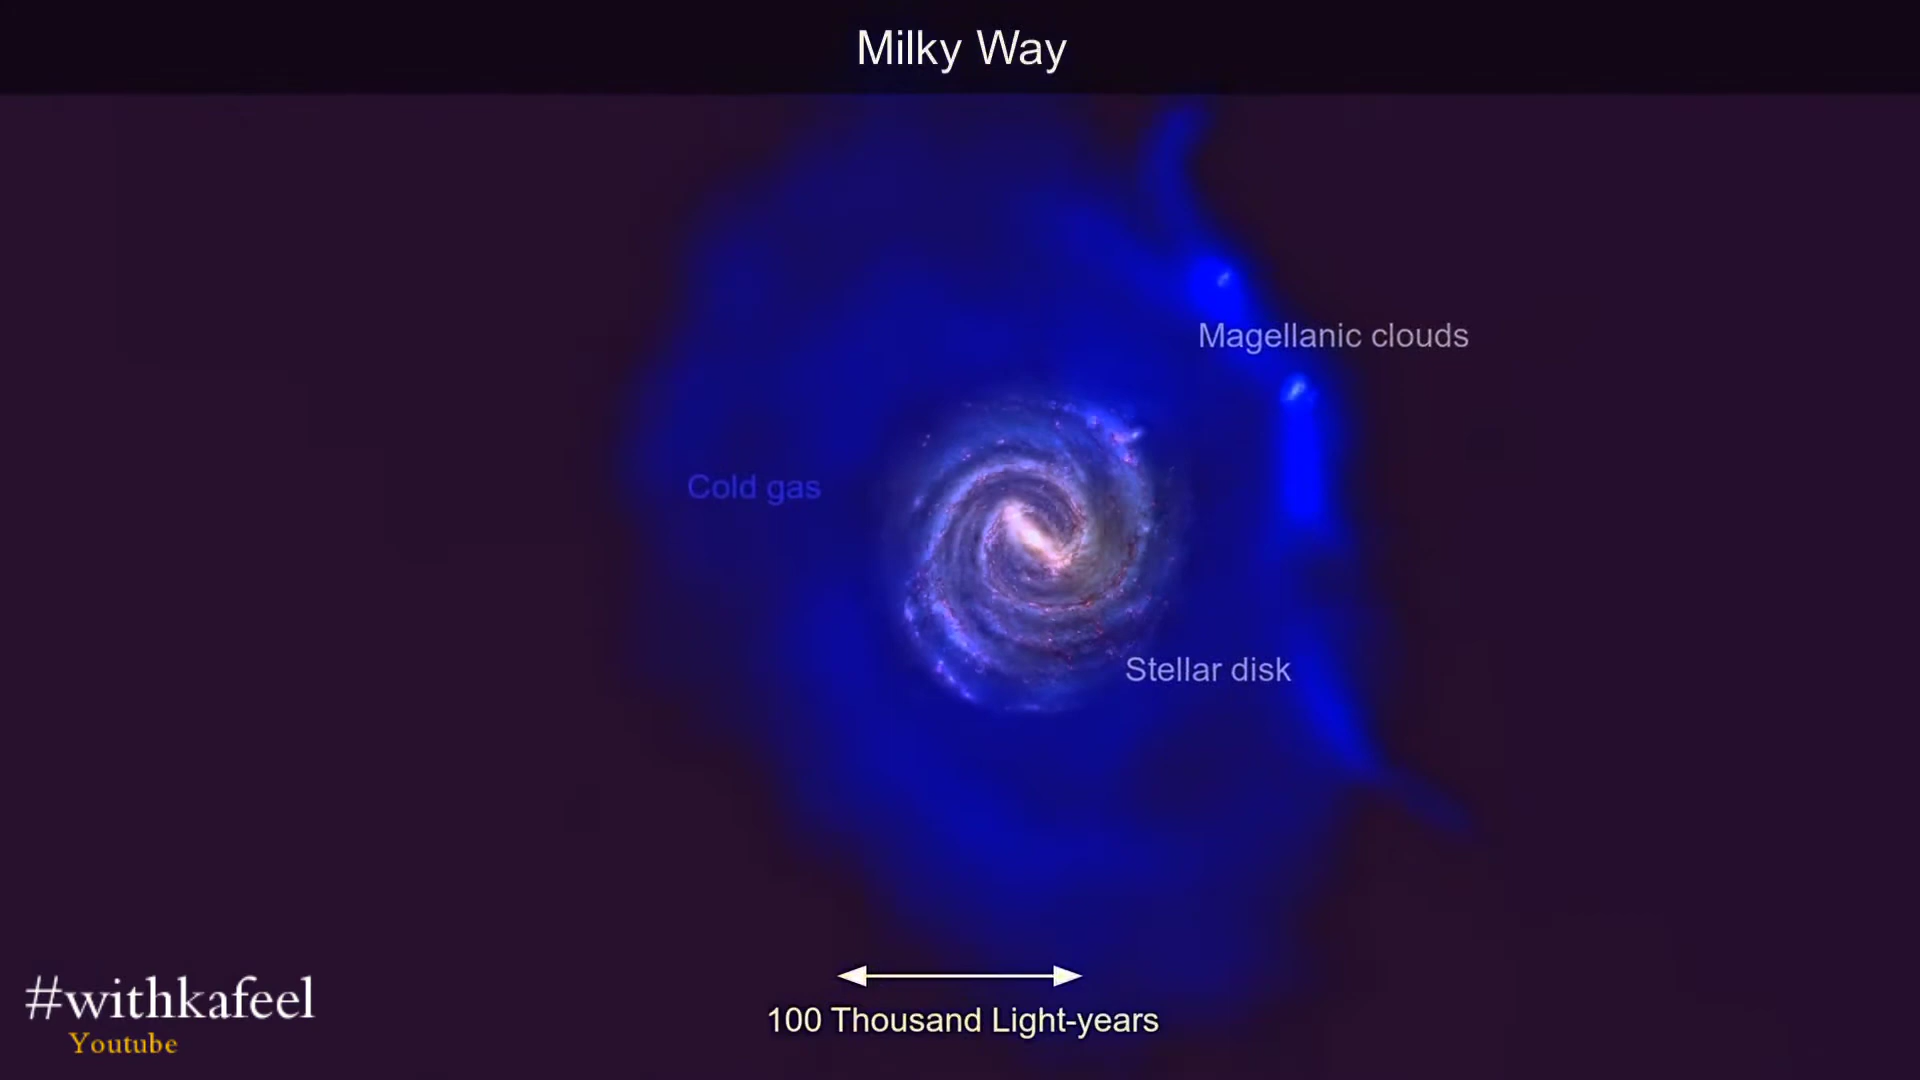 Milky Way
Magellanic clouds
Cold gas
Stellar disk
100 Thousand Light-years
#withkafeel
Youtube